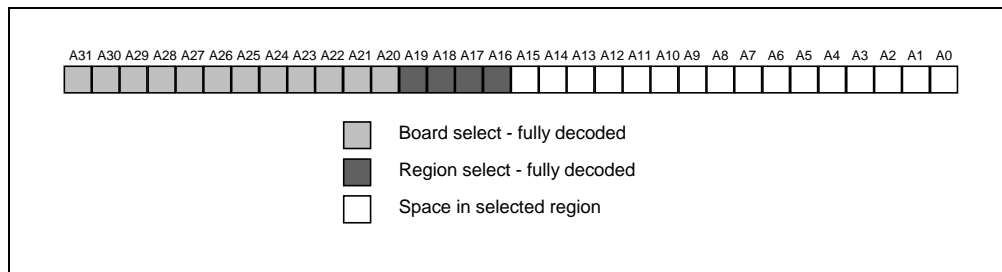 A31 A30 A29 A28 A27 A26 A25 A24 A23 A22 A21 A20 A19 A18 A17 A16 A15 A14 A13 A12 A11 A10 A9 A8 A7 A6 A5 A4 A3 A2 A1 A0
Board select - fully decoded
Region select - fully decoded
Space in selected region